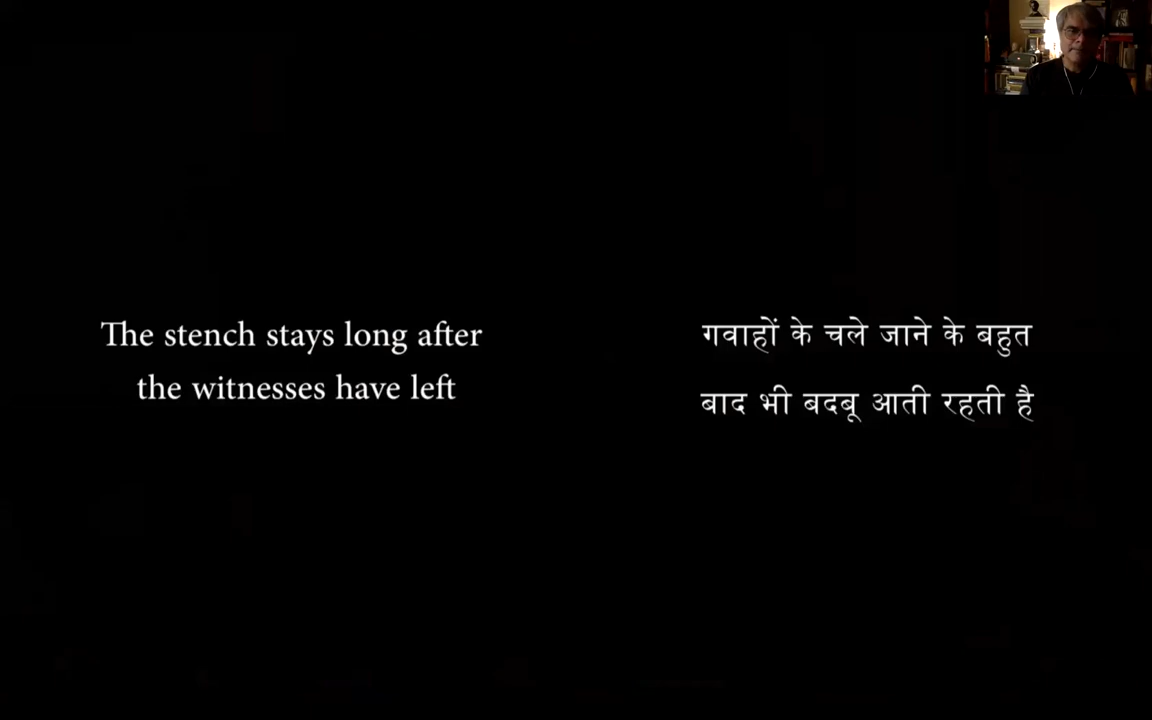 The stench stays long after
the witnesses have left
गवाहों के चले जाने के बहुत
बाद भी बदबू आती रहती है